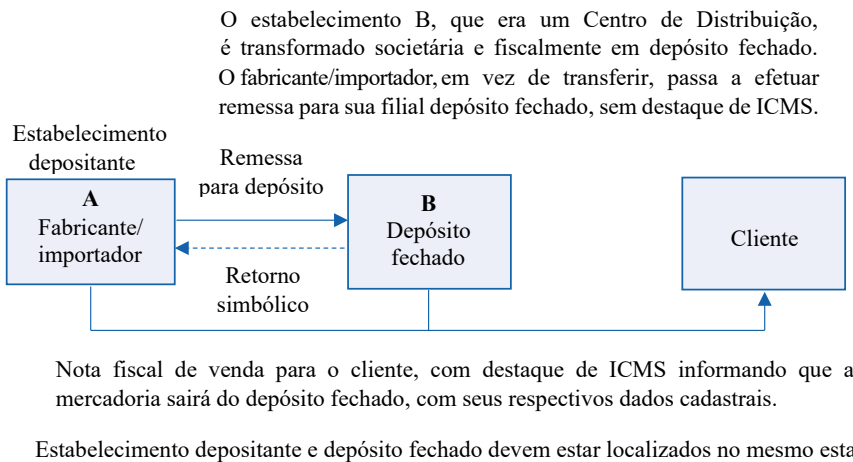 O estabelecimento B, que era um Centro de Distribuição,
é transformado societária e fiscalmente em depósito fechado.
O fabricante/importador, em vez de transferir, passa a efetuar
remessa para sua filial depósito fechado, sem destaque de ICMS.
Estabelecimento
depositante
Remessa
para depósito
A
Fabricante/
importador
B
Depósito
fechado
Cliente
Retorno
simbólico
Nota fiscal de venda para o cliente, com destaque de ICMS informando que a
mercadoria sairá do depósito fechado, com seus respectivos dados cadastrais.
Estabelecimento depositante e depósito fechado devem estar localizados no mesmo esta